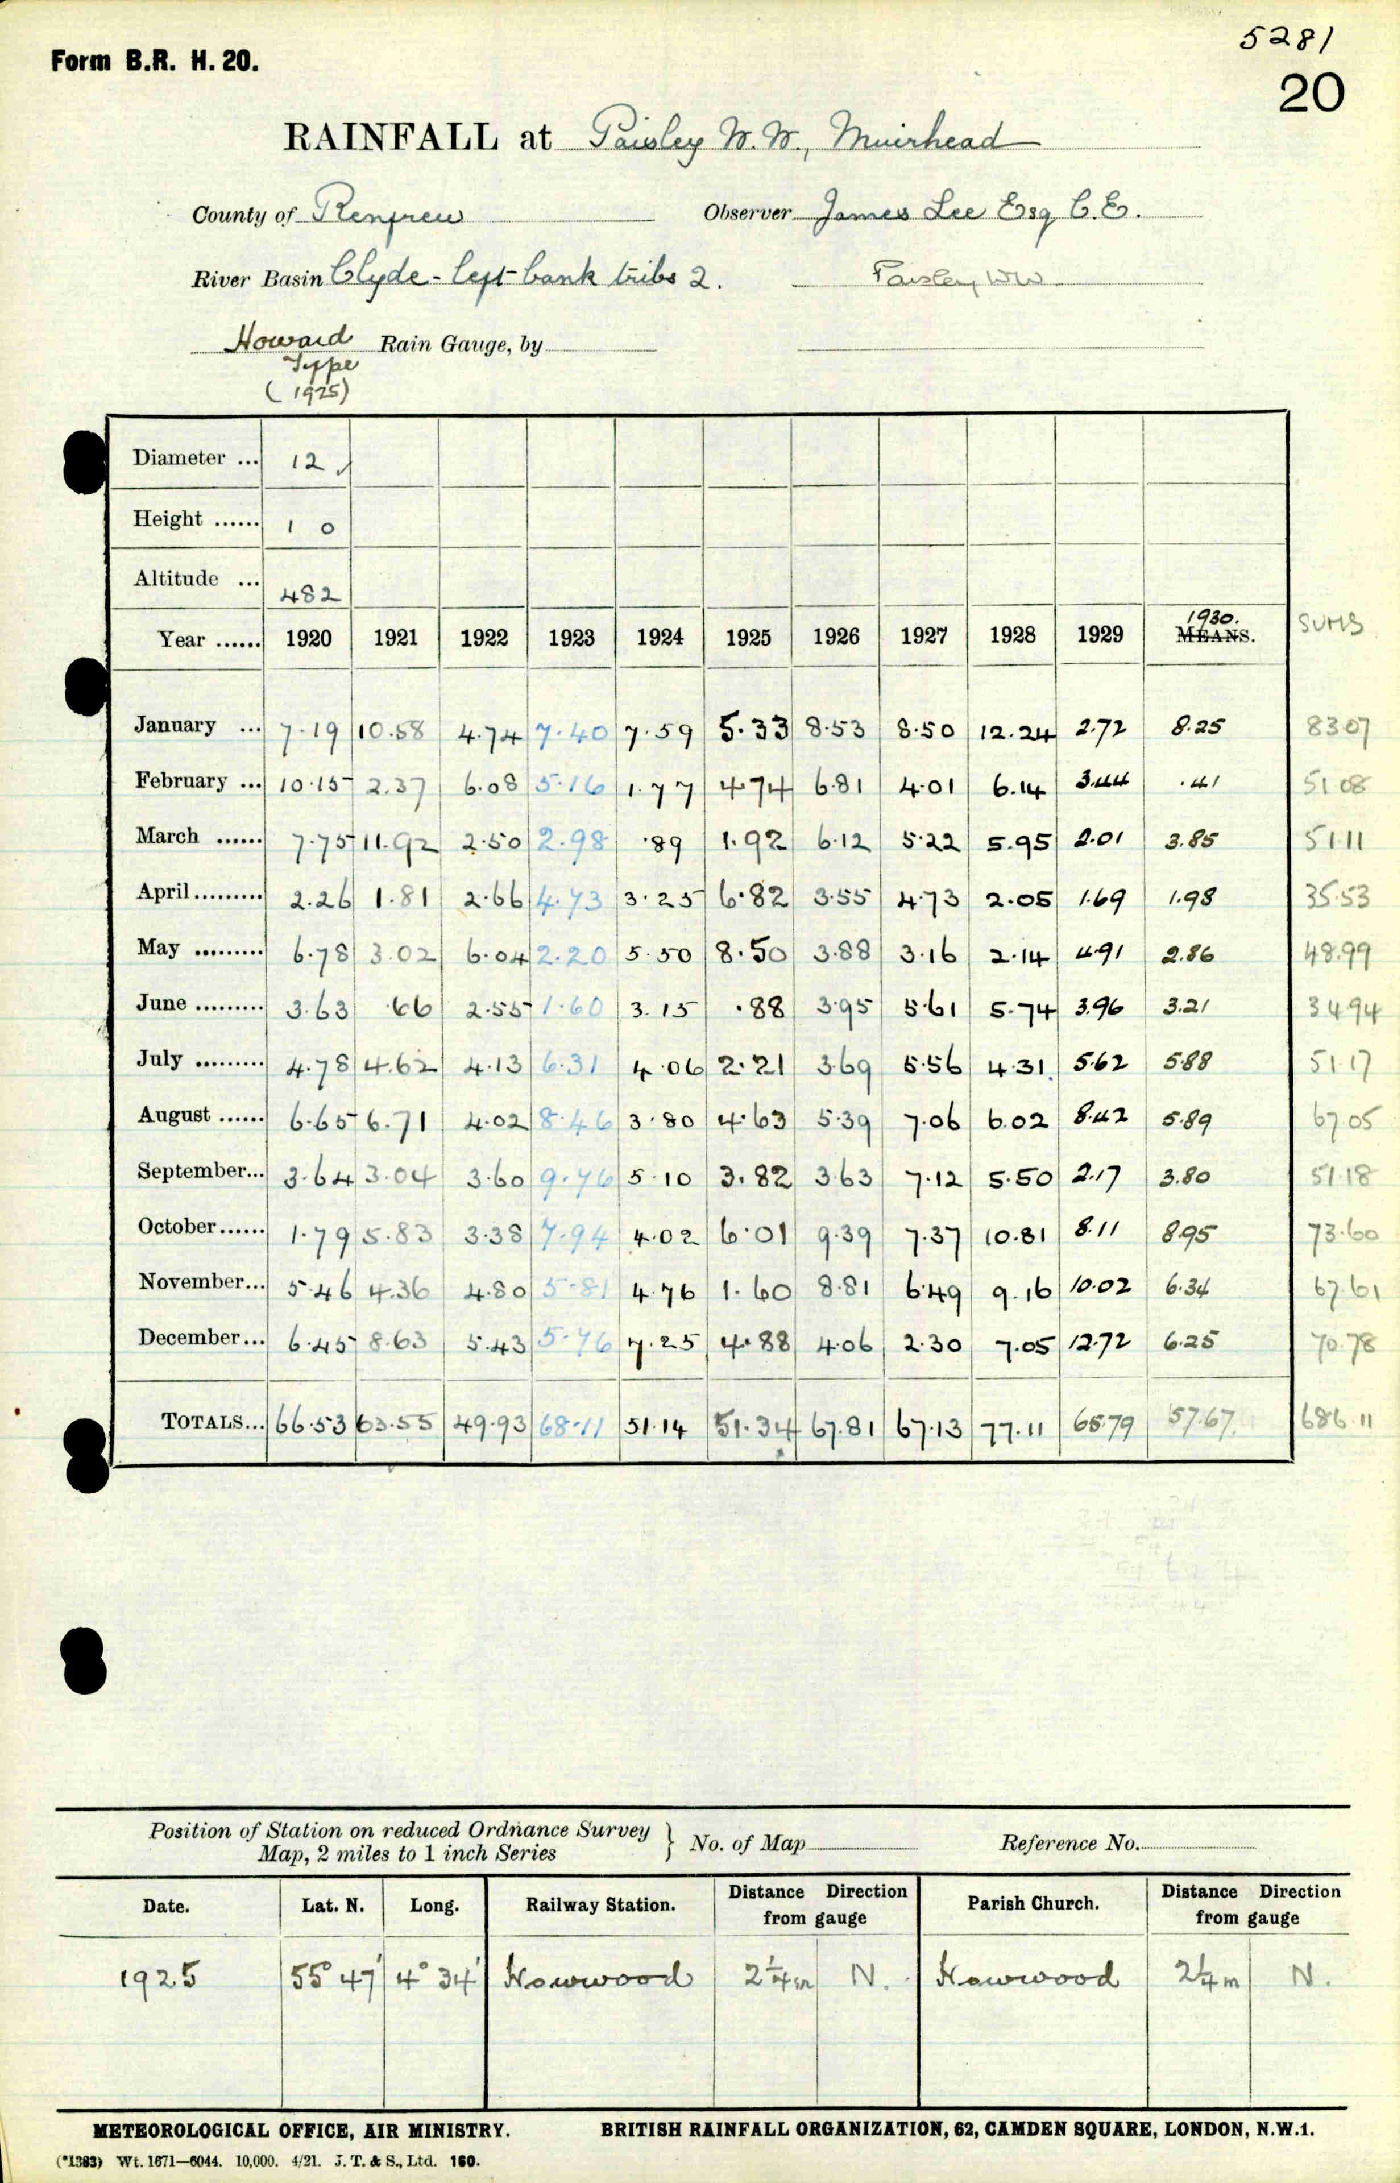 5281
Form B.R. H. 20.
20
RAINFALL at Paisley W.W., Muirhead
County of Renfrew Observer James Lee Esq C.E.
River Basin Clyde - left bank tribs 2. Paisley WW
Howard Rain Gauge, by
Type
(1925)
Diameter ... 12 ✓
Height ...... 1 0
Altitude ... 482
Year ...... 1920 1921 1922 1923 1924 1925 1926 1927 1928 1929 1930. MEANS. SUMS
January ... 7.19 10.58 4.74 7.40 7.59 5.33 8.53 8.50 12.24 2.72 8.25 83.07
February ... 10.15 2.37 6.08 5.16 1.77 4.74 6.81 4.01 6.14 3.44 .41 51.08
March ...... 7.75 11.92 2.50 2.98 .89 1.92 6.12 5.22 5.95 2.01 3.85 51.11
April......... 2.26 1.81 2.66 4.73 3.25 6.82 3.55 4.73 2.05 1.69 1.98 35.53
May ......... 6.78 3.02 6.04 2.20 5.50 8.50 3.88 3.16 2.14 4.91 2.86 48.99
June ......... 3.63 .66 2.55 1.60 3.15 .88 3.95 5.61 5.74 3.96 3.21 34.94
July ......... 4.78 4.62 4.13 6.31 4.06 2.21 3.69 5.56 4.31 5.62 5.88 51.17
August ...... 6.65 6.71 4.02 8.46 3.80 4.63 5.39 7.06 6.02 8.42 5.89 67.05
September... 3.64 3.04 3.60 9.76 5.10 3.82 3.63 7.12 5.50 2.17 3.80 51.18
October...... 1.79 5.83 3.38 7.94 4.02 6.01 9.39 7.37 10.81 8.11 8.95 73.60
November... 5.46 4.36 4.80 5.81 4.76 1.60 8.81 6.49 9.16 10.02 6.34 67.61
December... 6.45 8.63 5.43 5.76 7.25 4.88 4.06 2.30 7.05 12.72 6.25 70.78
TOTALS... 66.53 63.55 49.93 68.11 51.14 51.34 67.81 67.13 77.11 65.79 57.67 686.11
Position of Station on reduced Ordnance Survey
Map, 2 miles to 1 inch Series } No. of Map Reference No.
Date. Lat. N. Long. Railway Station. Distance Direction from gauge Parish Church. Distance Direction from gauge
1925 55° 47' 4° 34' Howwood 2¼m N. Howwood 2¼m N.
METEOROLOGICAL OFFICE, AIR MINISTRY. BRITISH RAINFALL ORGANIZATION, 62, CAMDEN SQUARE, LONDON, N.W.1.
(*1383) Wt. 1671—6044. 10,000. 4/21. J. T. & S., Ltd. 160.